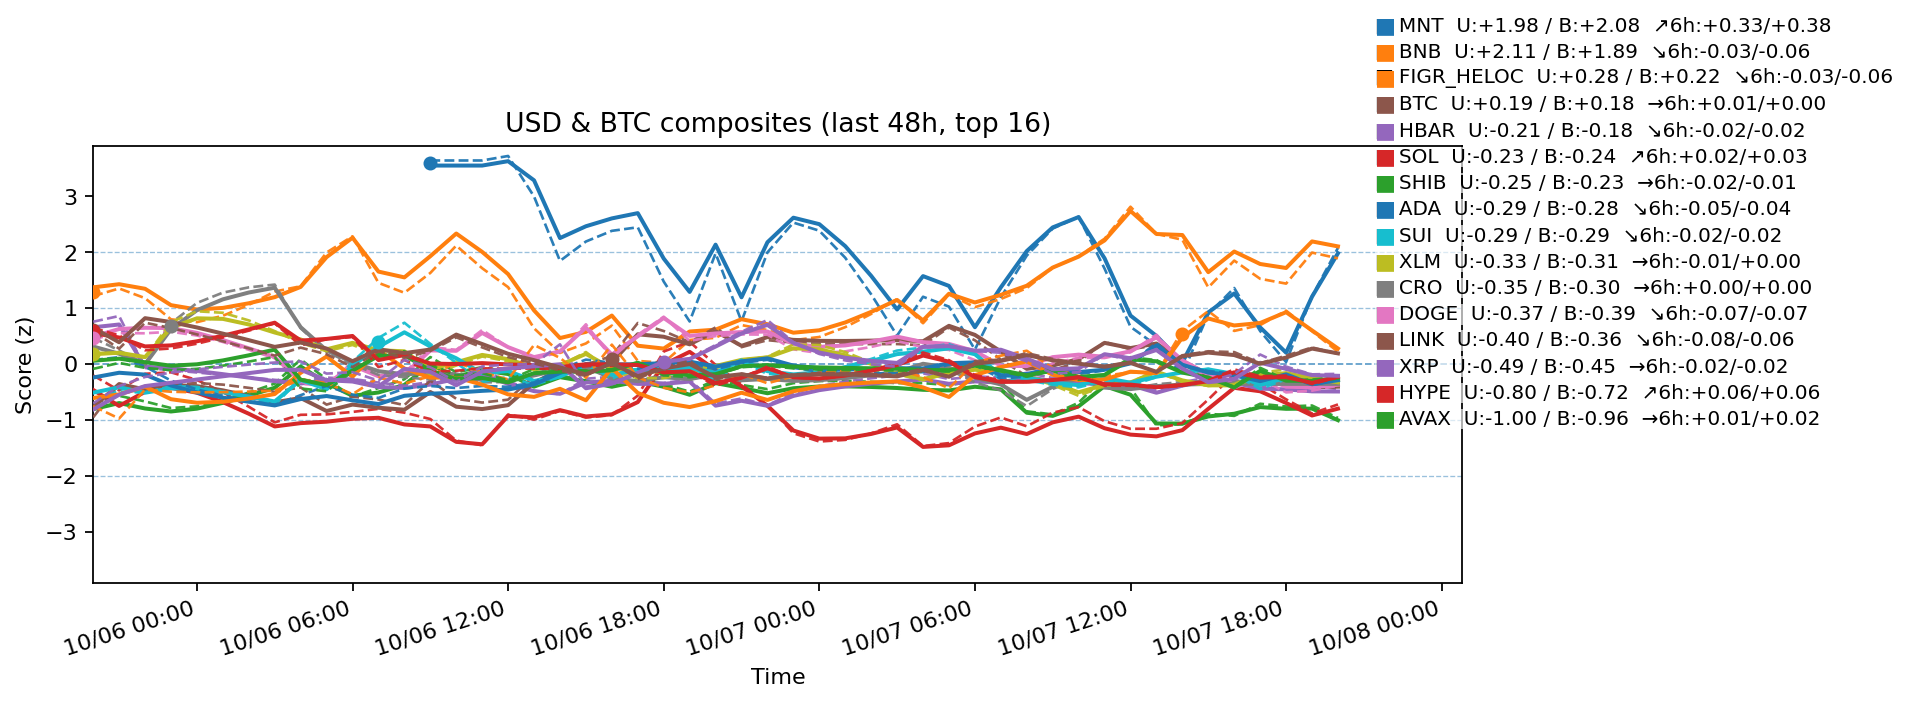 MNT  U:+1.98 / B:+2.08  ↗6h:+0.33/+0.38
BNB  U:+2.11 / B:+1.89  ↘6h:-0.03/-0.06
FIGR_HELOC  U:+0.28 / B:+0.22  ↘6h:-0.03/-0.06
BTC  U:+0.19 / B:+0.18  →6h:+0.01/+0.00
HBAR  U:-0.21 / B:-0.18  ↘6h:-0.02/-0.02
SOL  U:-0.23 / B:-0.24  ↗6h:+0.02/+0.03
SHIB  U:-0.25 / B:-0.23  →6h:-0.02/-0.01
ADA  U:-0.29 / B:-0.28  ↘6h:-0.05/-0.04
SUI  U:-0.29 / B:-0.29  ↘6h:-0.02/-0.02
XLM  U:-0.33 / B:-0.31  →6h:-0.01/+0.00
CRO  U:-0.35 / B:-0.30  →6h:+0.00/+0.00
DOGE  U:-0.37 / B:-0.39  ↘6h:-0.07/-0.07
LINK  U:-0.40 / B:-0.36  ↘6h:-0.08/-0.06
XRP  U:-0.49 / B:-0.45  →6h:-0.02/-0.02
HYPE  U:-0.80 / B:-0.72  ↗6h:+0.06/+0.06
AVAX  U:-1.00 / B:-0.96  →6h:+0.01/+0.02
USD & BTC composites (last 48h, top 16)
Score (z)
3
2
1
0
−1
−2
−3
10/06 00:00
10/06 06:00
10/06 12:00
10/06 18:00
10/07 00:00
10/07 06:00
10/07 12:00
10/07 18:00
10/08 00:00
Time